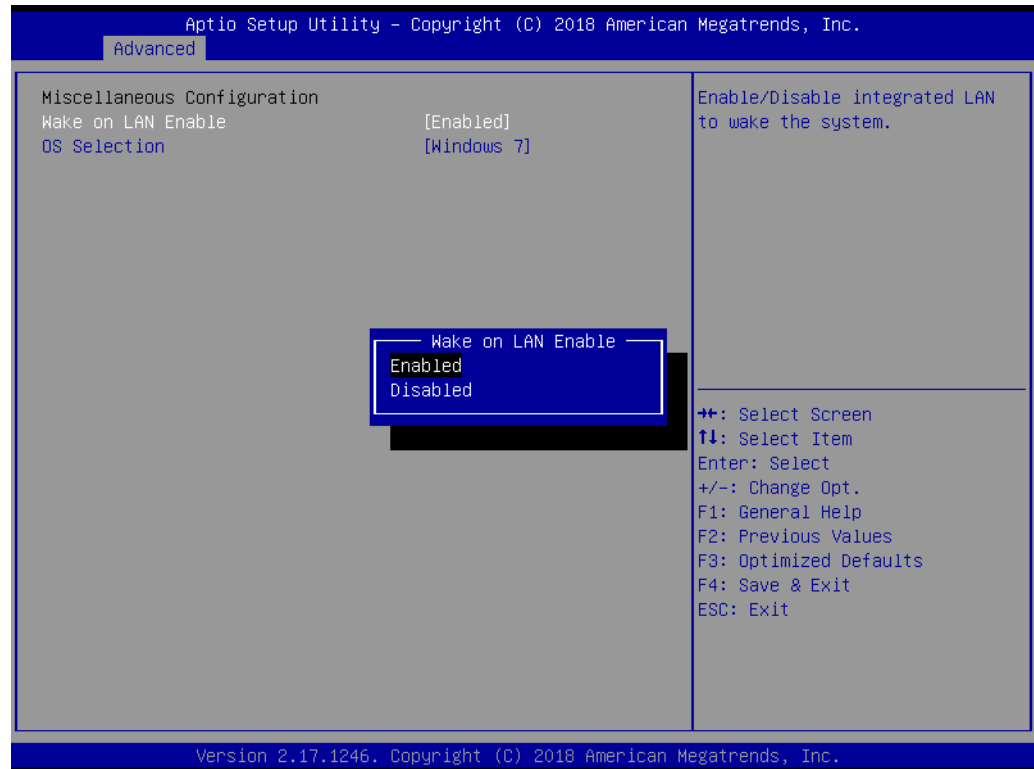 Aptio Setup Utility – Copyright (C) 2018 American Megatrends, Inc.
Advanced
Miscellaneous Configuration
Wake on LAN Enable [Enabled]
OS Selection [Windows 7]
Enable/Disable integrated LAN
to wake the system.
Wake on LAN Enable
Enabled
Disabled
→←: Select Screen
↑↓: Select Item
Enter: Select
+/-: Change Opt.
F1: General Help
F2: Previous Values
F3: Optimized Defaults
F4: Save & Exit
ESC: Exit
Version 2.17.1246. Copyright (C) 2018 American Megatrends, Inc.